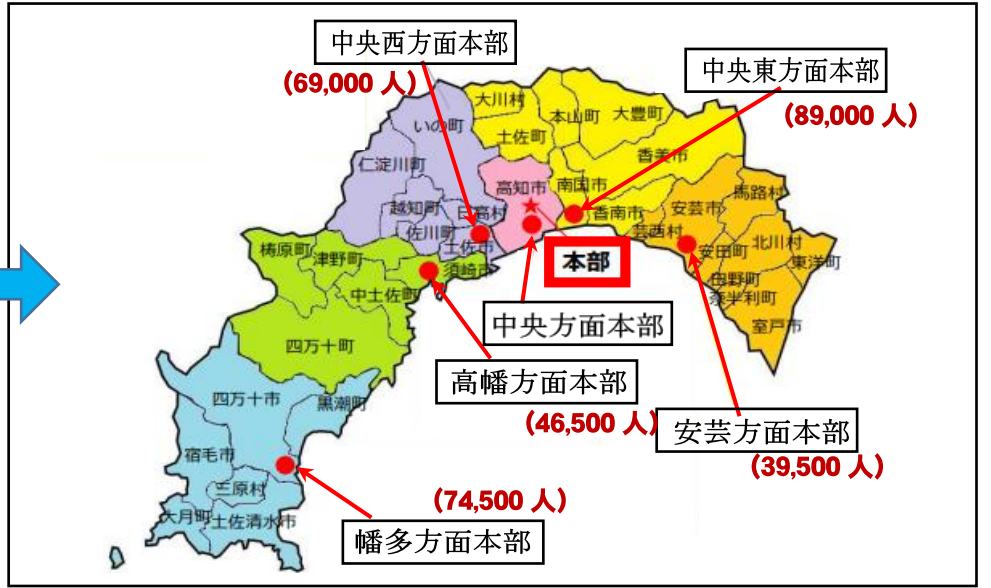 中央西方面本部
（69,000 人）
中央東方面本部
（89,000 人）
大川村
本山町
大豊町
いの町
土佐町
香美市
仁淀川町
高知市
南国市
馬路村
越知町
日高村
香南市
安芸市
佐川町
芸西村
土佐市
安田町
北川村
東洋町
梼原町
津野町
須崎市
本部
田野町
奈半利町
中土佐町
室戸市
中央方面本部
四万十町
高幡方面本部
（46,500 人）
四万十市
黒潮町
安芸方面本部
（39,500 人）
宿毛市
三原村
（74,500 人）
大月町
土佐清水市
幡多方面本部